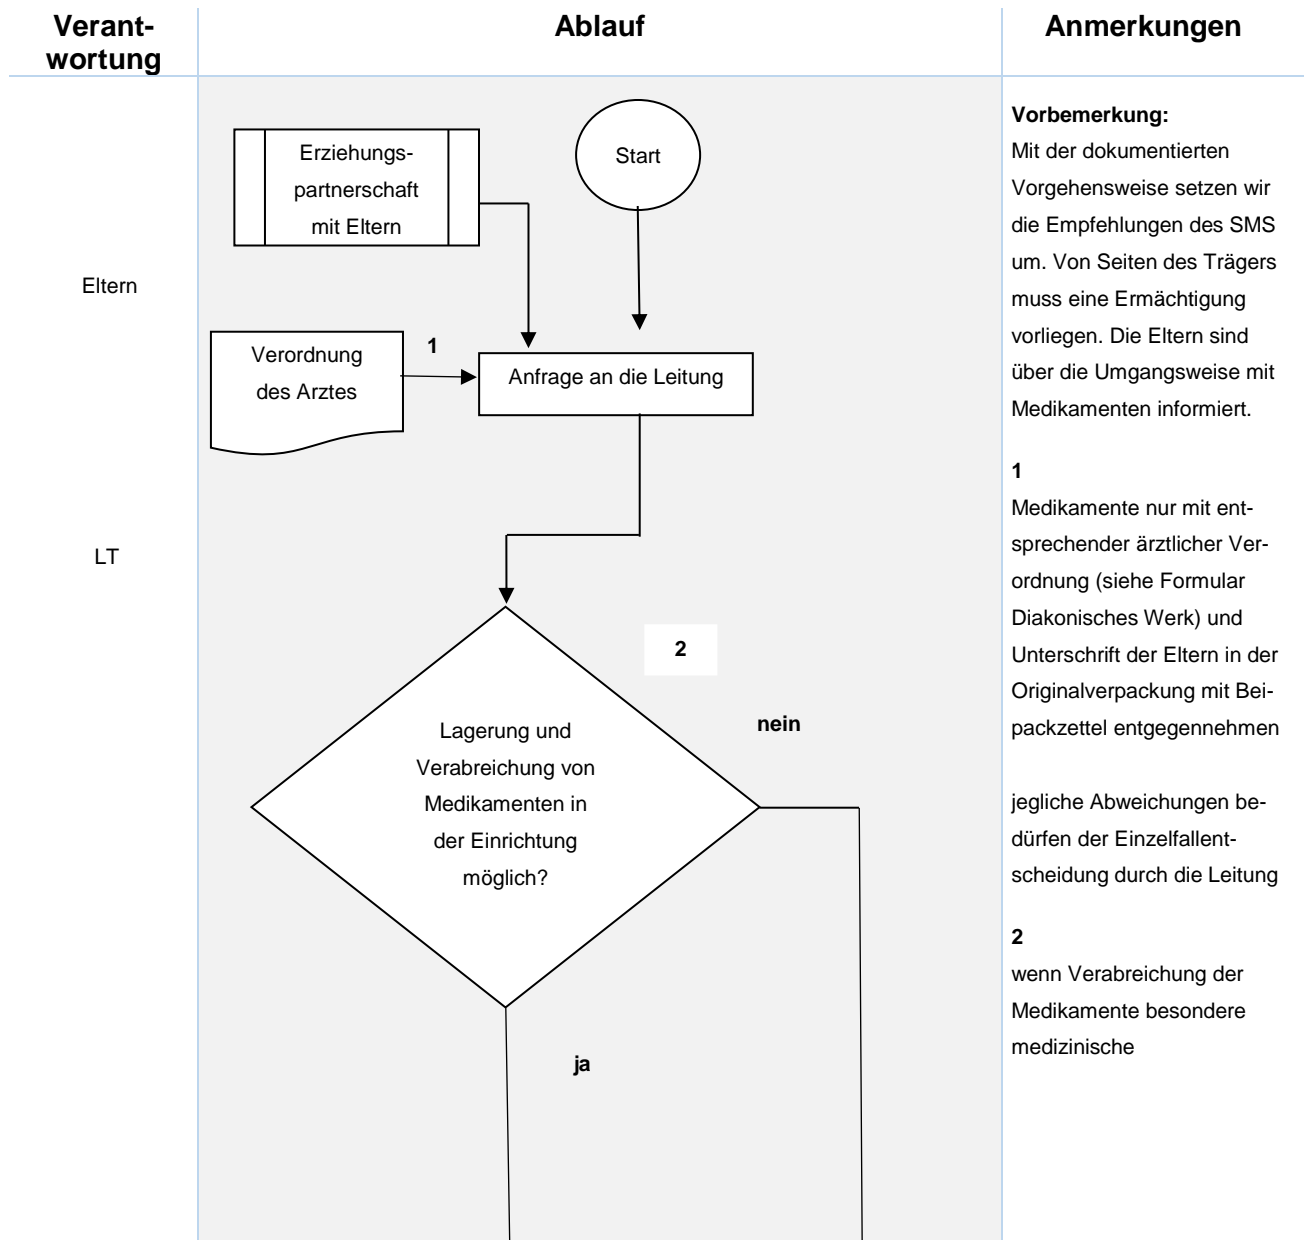 Verant-
wortung
Ablauf
Anmerkungen
Erziehungs-
partnerschaft
mit Eltern
Start
Eltern
Verordnung
des Arztes
1
Anfrage an die Leitung
LT
2
nein
Lagerung und
Verabreichung von
Medikamenten in
der Einrichtung
möglich?
ja
Vorbemerkung:
Mit der dokumentierten
Vorgehensweise setzen wir
die Empfehlungen des SMS
um. Von Seiten des Trägers
muss eine Ermächtigung
vorliegen. Die Eltern sind
über die Umgangsweise mit
Medikamenten informiert.
1
Medikamente nur mit ent-
sprechender ärztlicher Ver-
ordnung (siehe Formular
Diakonisches Werk) und
Unterschrift der Eltern in der
Originalverpackung mit Bei-
packzettel entgegennehmen
jegliche Abweichungen be-
dürfen der Einzelfallent-
scheidung durch die Leitung
2
wenn Verabreichung der
Medikamente besondere
medizinische